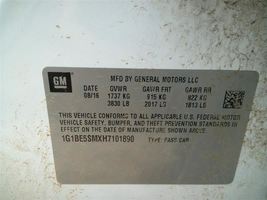 GM
MFD BY GENERAL MOTORS LLC
08/16 GVWR GAWR FRT GAWR RR
1737 KG 915 KG 822 KG
3830 LB 2017 LB 1813 LB
THIS VEHICLE CONFORMS TO ALL APPLICABLE U.S. FEDERAL MOTOR
VEHICLE SAFETY, BUMPER, AND THEFT PREVENTION STANDARDS
IN EFFECT ON THE DATE OF MANUFACTURE SHOWN ABOVE.
1G1BE5SMXH7101890 TYPE: PASS CAR